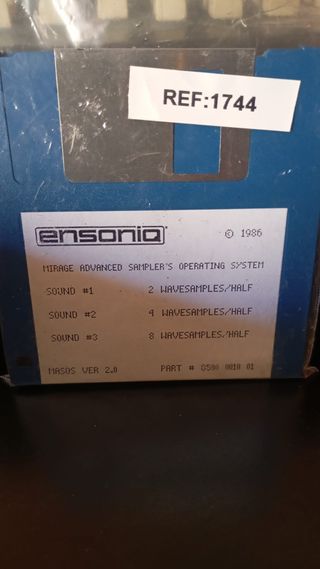 REF:1744
ensoniq © 1986
MIRAGE ADVANCED SAMPLER'S OPERATING SYSTEM
SOUND #1 2 WAVESAMPLES/HALF
SOUND #2 4 WAVESAMPLES/HALF
SOUND #3 8 WAVESAMPLES/HALF
MASOS VER 2.0 PART # 8500 0010 01